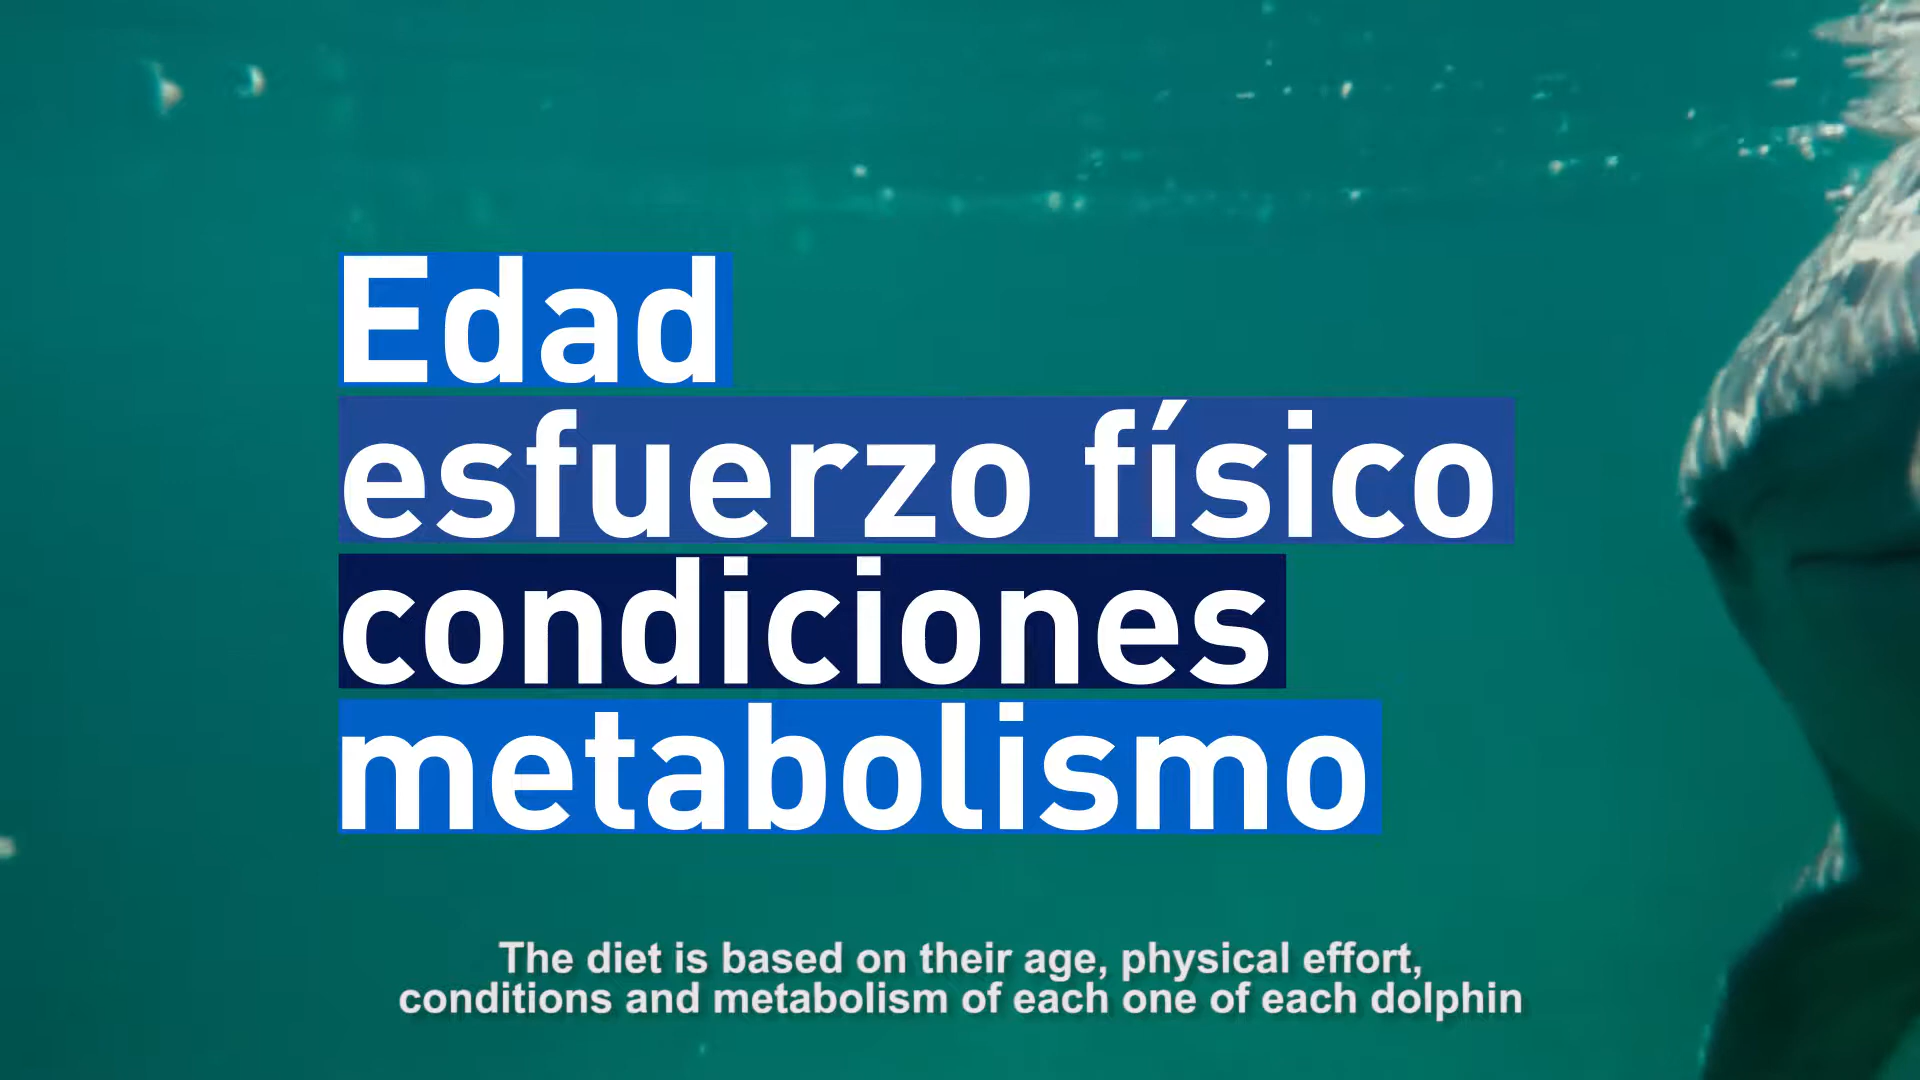 Edad
esfuerzo físico
condiciones
metabolismo
The diet is based on their age, physical effort,
conditions and metabolism of each one of each dolphin